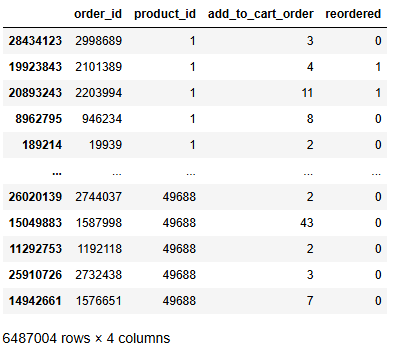 order_id product_id add_to_cart_order reordered
28434123 2998689 1 3 0
19923843 2101389 1 4 1
20893243 2203994 1 11 1
8962795 946234 1 8 0
189214 19939 1 2 0
... ... ... ... ...
26020139 2744037 49688 2 0
15049883 1587998 49688 43 0
11292753 1192118 49688 2 0
25910726 2732438 49688 3 0
14942661 1576651 49688 7 0
6487004 rows × 4 columns